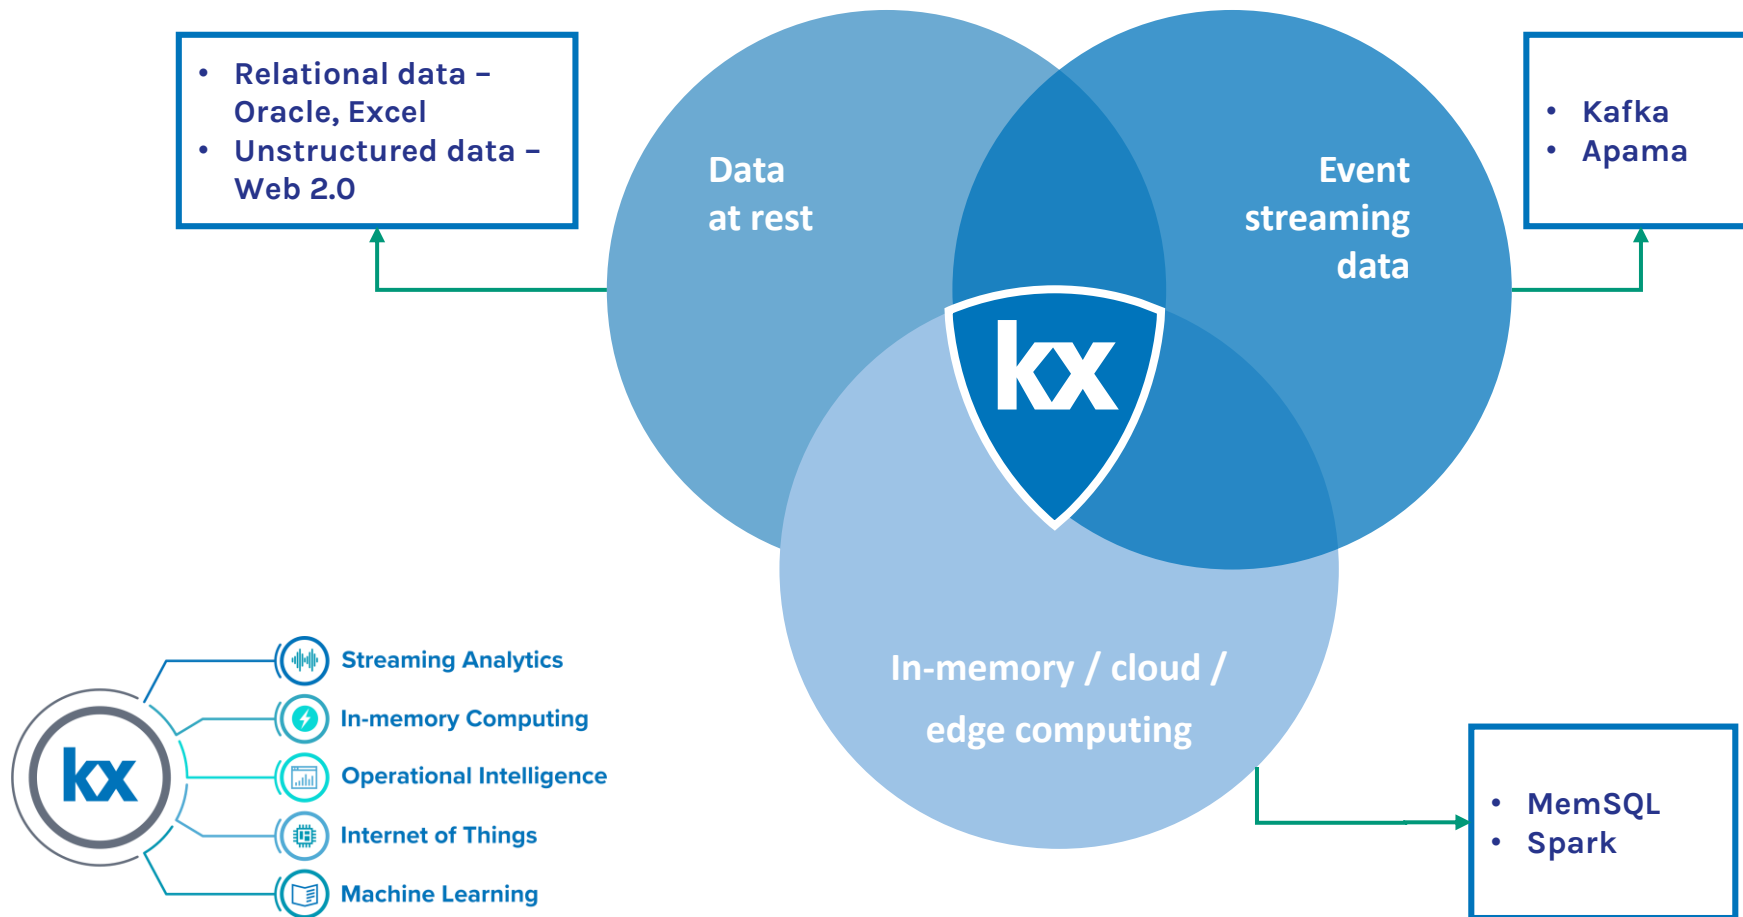 • Relational data –
Oracle, Excel
• Unstructured data –
Web 2.0
Data
at rest
Event
streaming
data
• Kafka
• Apama
kx
In-memory / cloud /
edge computing
• MemSQL
• Spark
kx
Streaming Analytics
In-memory Computing
Operational Intelligence
Internet of Things
Machine Learning